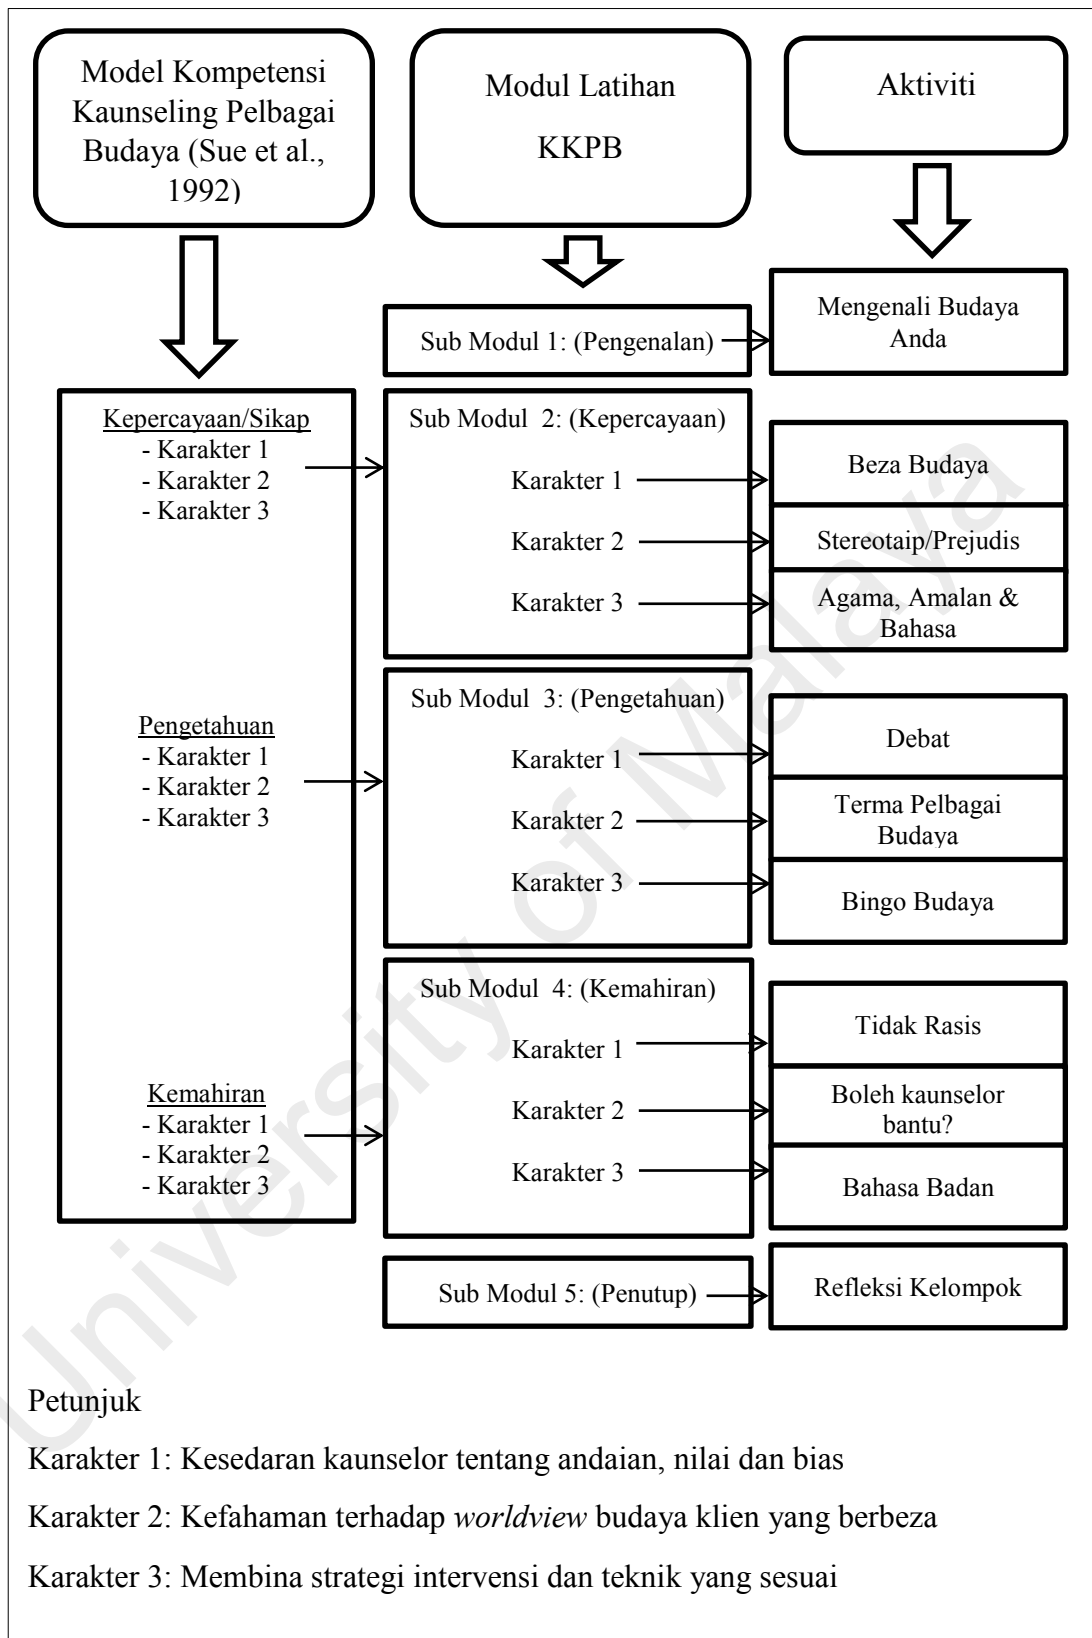 Model Kompetensi
Kaunseling Pelbagai
Budaya (Sue et al.,
1992)
Modul Latihan
KKPB
Aktiviti
Sub Modul 1: (Pengenalan)
Mengenali Budaya
Anda
Kepercayaan/Sikap
- Karakter 1
- Karakter 2
- Karakter 3
Sub Modul 2: (Kepercayaan)
Karakter 1
Karakter 2
Karakter 3
Beza Budaya
Stereotaip/Prejudis
Agama, Amalan &
Bahasa
Pengetahuan
- Karakter 1
- Karakter 2
- Karakter 3
Sub Modul 3: (Pengetahuan)
Karakter 1
Karakter 2
Karakter 3
Debat
Terma Pelbagai
Budaya
Bingo Budaya
Kemahiran
- Karakter 1
- Karakter 2
- Karakter 3
Sub Modul 4: (Kemahiran)
Karakter 1
Karakter 2
Karakter 3
Tidak Rasis
Boleh kaunselor
bantu?
Bahasa Badan
Sub Modul 5: (Penutup)
Refleksi Kelompok
Petunjuk
Karakter 1: Kesedaran kaunselor tentang andaian, nilai dan bias
Karakter 2: Kefahaman terhadap worldview budaya klien yang berbeza
Karakter 3: Membina strategi intervensi dan teknik yang sesuai
University of Malaya